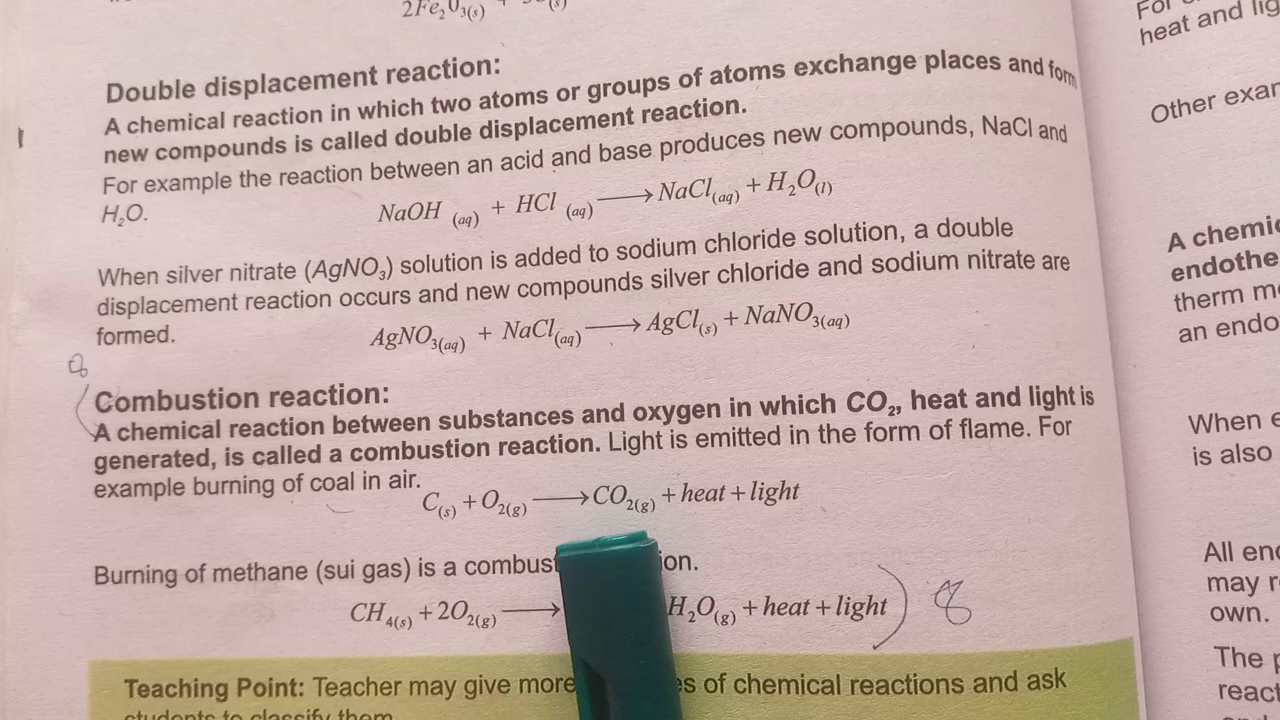 2Fe₂O₃(s) +
Double displacement reaction:
A chemical reaction in which two atoms or groups of atoms exchange places and form
new compounds is called double displacement reaction.
For example the reaction between an acid and base produces new compounds, NaCl and
H₂O.
NaOH (aq) + HCl (aq) ⟶ NaCl(aq) + H₂O(l)
When silver nitrate (AgNO₃) solution is added to sodium chloride solution, a double
displacement reaction occurs and new compounds silver chloride and sodium nitrate are
formed.
AgNO₃(aq) + NaCl(aq) ⟶ AgCl(s) + NaNO₃(aq)
Combustion reaction:
A chemical reaction between substances and oxygen in which CO₂, heat and light is
generated, is called a combustion reaction. Light is emitted in the form of flame. For
example burning of coal in air.
C(s) + O₂(g) ⟶ CO₂(g) + heat + light
Burning of methane (sui gas) is a combust ion.
CH₄(s) + 2O₂(g) ⟶ H₂O(g) + heat + light
8
Teaching Point: Teacher may give more es of chemical reactions and ask
students to classify them
heat and lig
Other exar
A chemic
endothe
therm m
an endo
When e
is also
All end
may r
own.
The p
react